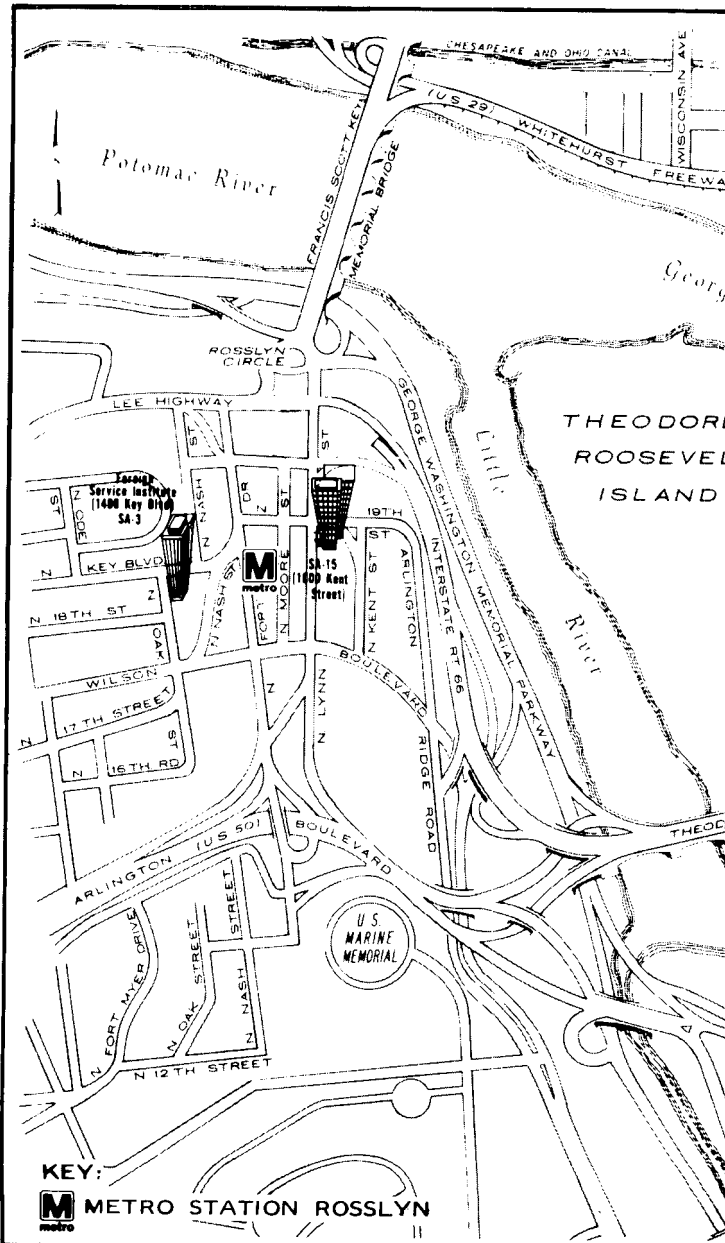 CHESAPEAKE AND OHIO CANAL
WISCONSIN AVE
(US 29) WHITEHURST FREEWA
Potomac River
FRANCIS SCOTT KEY
MEMORIAL BRIDGE
Georg
ROSSLYN
CIRCLE
LEE HIGHWAY
GEORGE WASHINGTON MEMORIAL PARKWAY
Little
River
THEODOR
ROOSEVEL
ISLAND
ST
ST
Foreign
Service Institute
(1400 Key Blvd)
SA-3
ST
N ODE
N NASH
DR
Z
ST
19TH
ST
KEY BLVD
N
N NASH ST
M
metro
FORT
N MOORE
SA-15
(1800 Kent
Street)
N KENT ST
ARLINGTON
INTERSTATE RT 66
N 18TH ST
Z
OAK
ST
WILSON
BOULEVARD
N
17TH STREET
N
16TH RD
N
N LYNN
RIDGE ROAD
ARLINGTON (US 50) BOULEVARD
THEOD
U.S.
MARINE
MEMORIAL
N FORT MYER DRIVE
N OAK STREET
N NASH STREET
N 12TH STREET
KEY:
M
metro
METRO STATION ROSSLYN